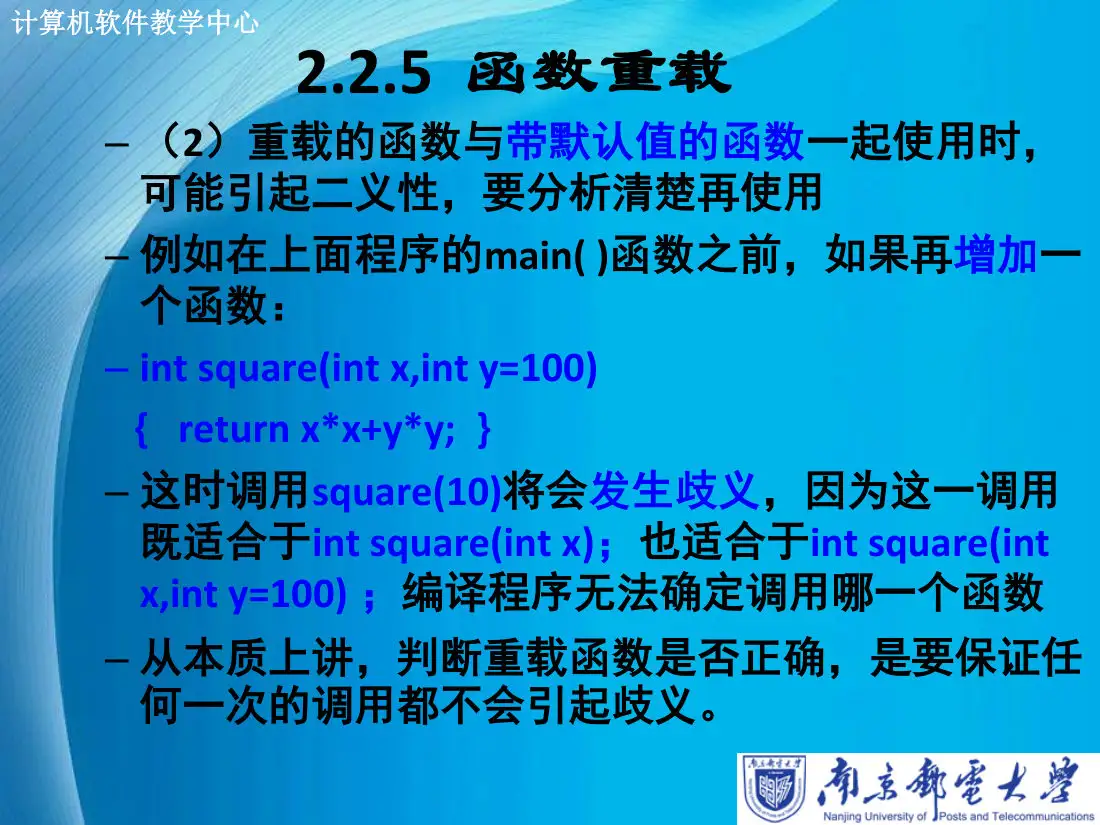 计算机软件教学中心
2.2.5 函数重载
– （2）重载的函数与带默认值的函数一起使用时，
可能引起二义性，要分析清楚再使用
– 例如在上面程序的main( )函数之前，如果再增加一
个函数：
– int square(int x,int y=100)
{ return x*x+y*y; }
– 这时调用square(10)将会发生歧义，因为这一调用
既适合于int square(int x)；也适合于int square(int
x,int y=100) ；编译程序无法确定调用哪一个函数
– 从本质上讲，判断重载函数是否正确，是要保证任
何一次的调用都不会引起歧义。
南京邮电大学
南京郵電大學
Nanjing University of Posts and Telecommunications